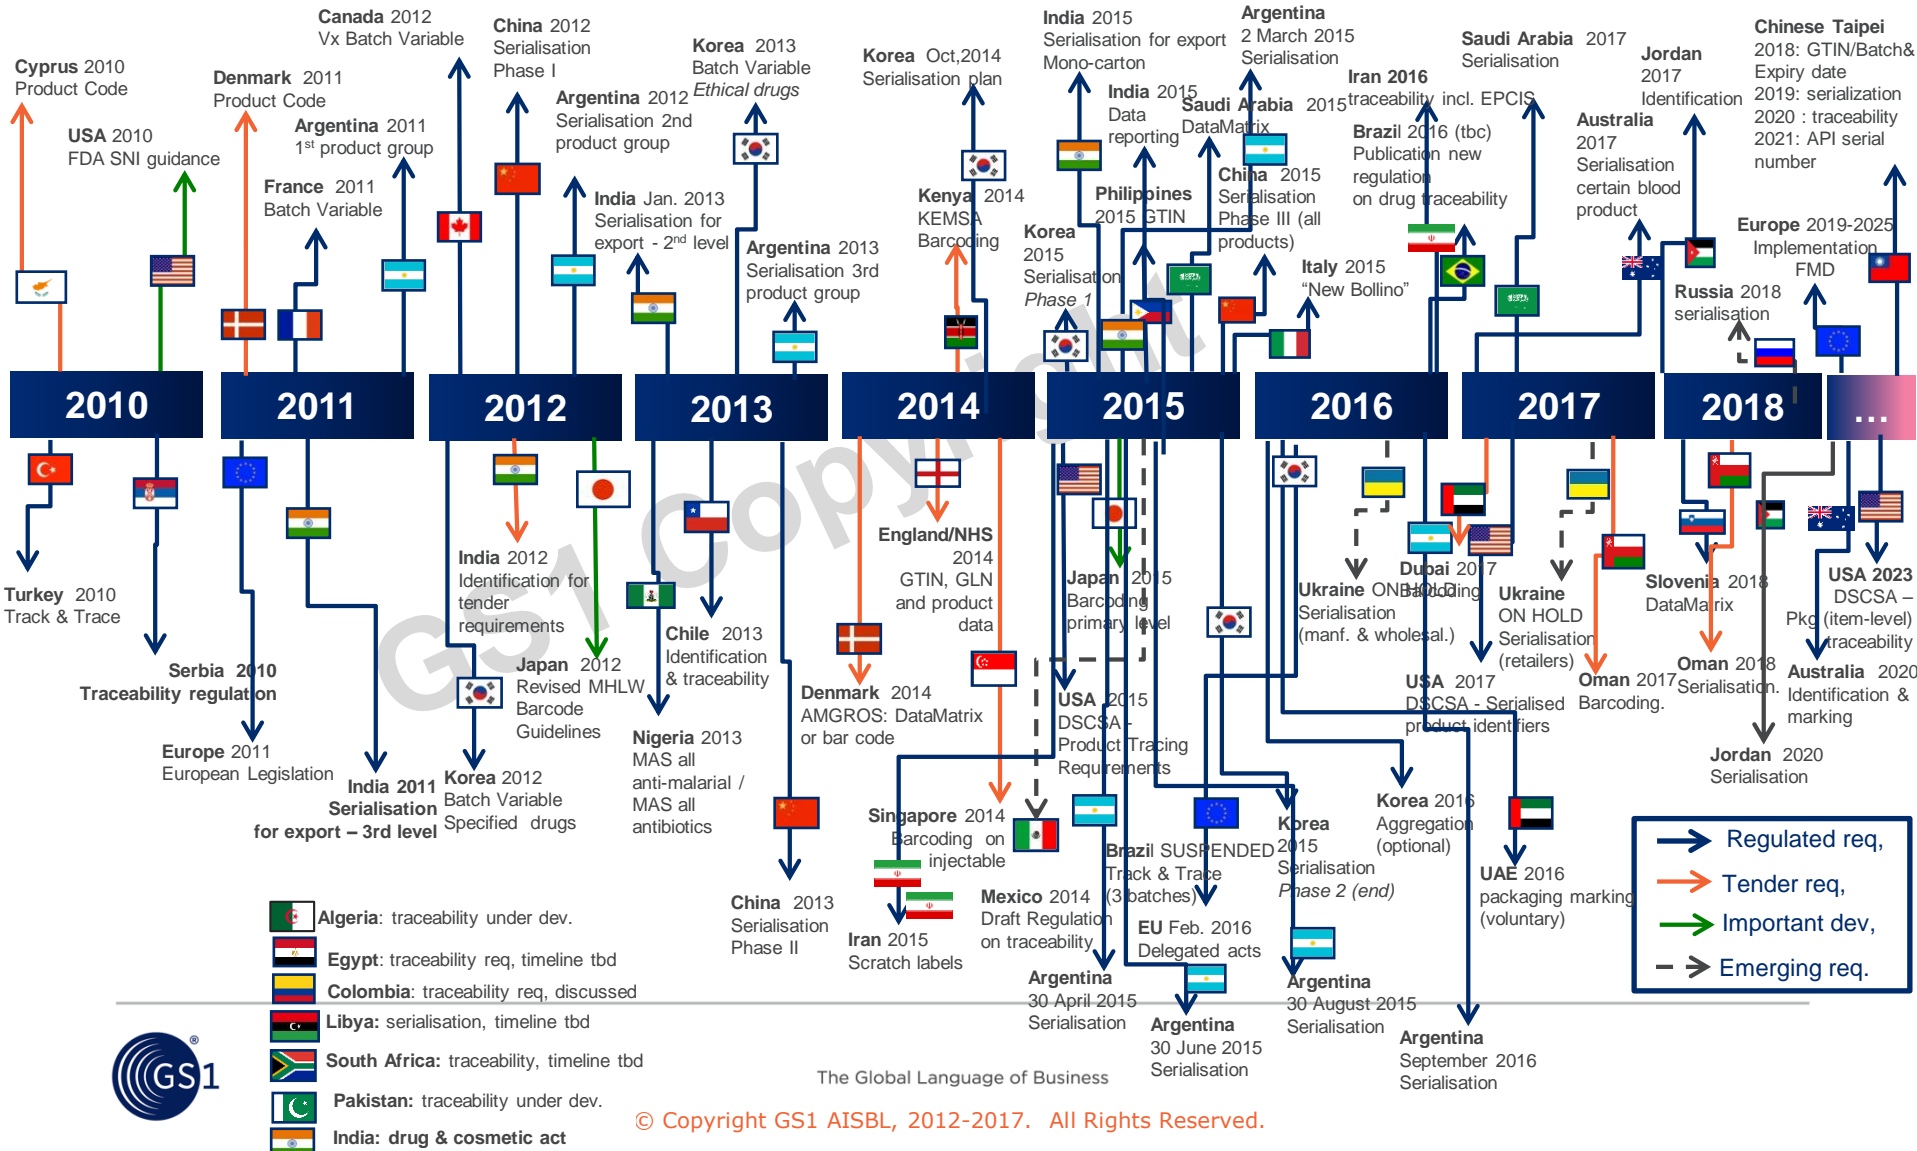 Cyprus 2010
Product Code
USA 2010
FDA SNI guidance
Denmark 2011
Product Code
Argentina 2011
1st product group
France 2011
Batch Variable
Canada 2012
Vx Batch Variable
China 2012
Serialisation
Phase I
Argentina 2012
Serialisation 2nd
product group
India Jan. 2013
Serialisation for
export - 2nd level
Korea 2013
Batch Variable
Ethical drugs
Argentina 2013
Serialisation 3rd
product group
Korea Oct,2014
Serialisation plan
Kenya 2014
KEMSA
Barcoding
India 2015
Serialisation for export
Mono-carton
India 2015
Data
reporting
Philippines
2015 GTIN
Korea
2015
Serialisation
Phase 1
Argentina
2 March 2015
Serialisation
Saudi Arabia 2015
DataMatrix
China 2015
Serialisation
Phase III (all
products)
Italy 2015
“New Bollino”
Iran 2016
traceability incl. EPCIS
Brazil 2016 (tbc)
Publication new
regulation
on drug traceability
Saudi Arabia 2017
Serialisation
Australia
2017
Serialisation
certain blood
product
Jordan
2017
Identification
Chinese Taipei
2018: GTIN/Batch&
Expiry date
2019: serialization
2020 : traceability
2021: API serial
number
Europe 2019-2025
Implementation
FMD
Russia 2018
serialisation
2010
2011
2012
2013
2014
2015
2016
2017
2018
...
Turkey 2010
Track & Trace
Serbia 2010
Traceability regulation
Europe 2011
European Legislation
India 2011
Serialisation
for export – 3rd level
India 2012
Identification for
tender
requirements
Japan 2012
Revised MHLW
Barcode
Guidelines
Korea 2012
Batch Variable
Specified drugs
Chile 2013
Identification
& traceability
Nigeria 2013
MAS all
anti-malarial /
MAS all
antibiotics
China 2013
Serialisation
Phase II
England/NHS
2014
GTIN, GLN
and product
data
Denmark 2014
AMGROS: DataMatrix
or bar code
Singapore 2014
Barcoding on
injectable
Iran 2015
Scratch labels
Mexico 2014
Draft Regulation
on traceability
Japan 2015
Barcoding
primary level
USA 2015
DSCSA -
Product Tracing
Requirements
Brazil SUSPENDED
Track & Trace
(3 batches)
EU Feb. 2016
Delegated acts
Argentina
30 April 2015
Serialisation
Argentina
30 June 2015
Serialisation
Korea
2015
Serialisation
Phase 2 (end)
Argentina
30 August 2015
Serialisation
Ukraine ON HOLD
Serialisation
(manf. & wholesal.)
Korea 2016
Aggregation
(optional)
Argentina
September 2016
Serialisation
UAE 2016
packaging marking
(voluntary)
Dubai 2017
Barcoding
USA 2017
DSCSA - Serialised
product identifiers
Ukraine
ON HOLD
Serialisation
(retailers)
Oman 2017
Barcoding.
Slovenia 2018
DataMatrix
Oman 2018
Serialisation.
Jordan 2020
Serialisation
USA 2023
DSCSA –
Pkg (item-level)
traceability
Australia 2020
Identification &
marking
Regulated req,
Tender req,
Important dev,
Emerging req.
Algeria: traceability under dev.
Egypt: traceability req, timeline tbd
Colombia: traceability req, discussed
Libya: serialisation, timeline tbd
South Africa: traceability, timeline tbd
Pakistan: traceability under dev.
India: drug & cosmetic act
GS1 Copyright
GS1
®
The Global Language of Business
© Copyright GS1 AISBL, 2012-2017. All Rights Reserved.